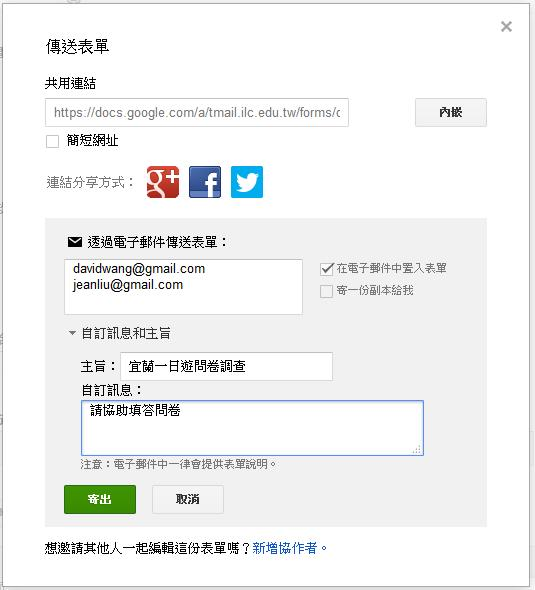 傳送表單
共用連結
https://docs.google.com/a/tmail.ilc.edu.tw/forms/c
內嵌
簡短網址
連結分享方式：
g+
f
透過電子郵件傳送表單：
davidwang@gmail.com
jeanliu@gmail.com
在電子郵件中置入表單
寄一份副本給我
自訂訊息和主旨
主旨：宜蘭一日遊問卷調查
自訂訊息：
請協助填答問卷
注意：電子郵件中一律會提供表單說明。
寄出 取消
想邀請其他人一起編輯這份表單嗎？新增協作者。